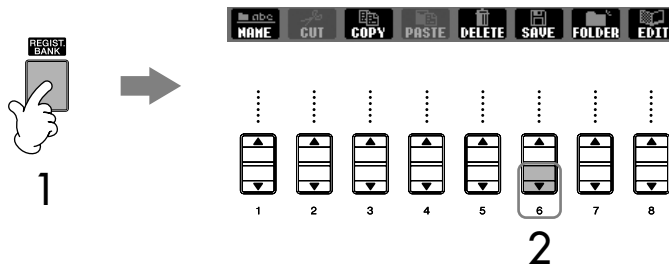 REGIST.
BANK
1
abc
NAME CUT COPY PASTE DELETE SAVE FOLDER EDIT
1 2 3 4 5 6 7 8
2